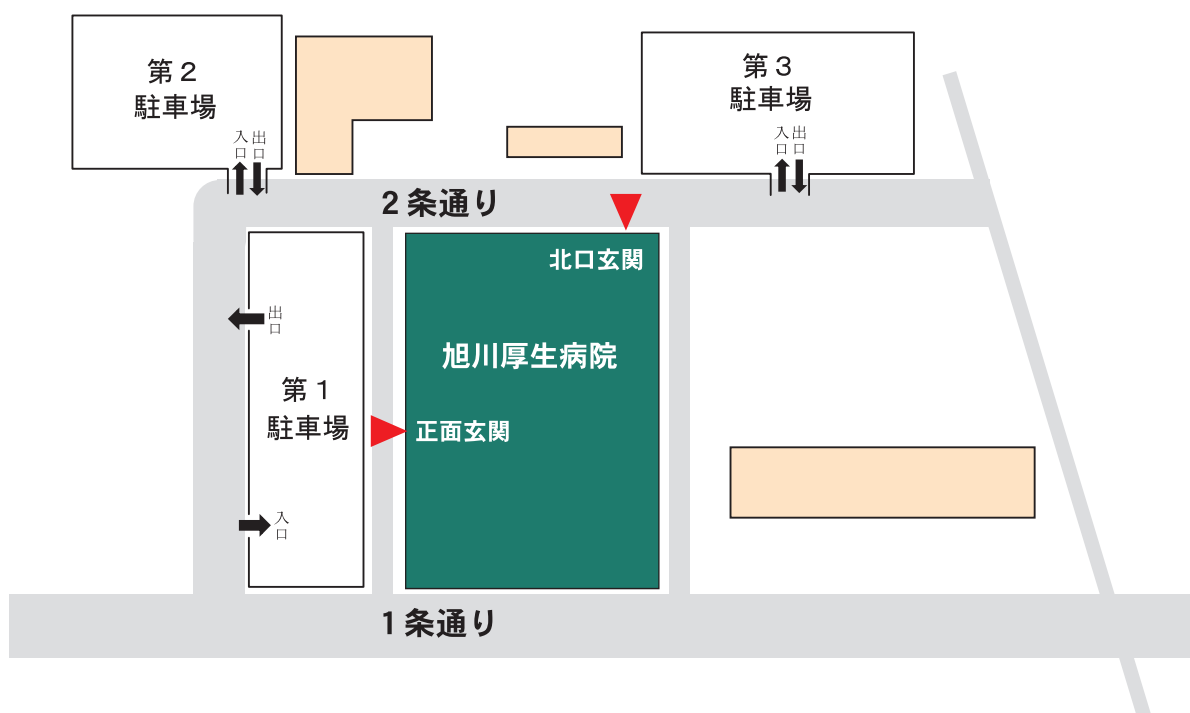 第２
駐車場
入口
出口
第３
駐車場
入口
出口
２条通り
北口玄関
出口
旭川厚生病院
第１
駐車場
正面玄関
入口
１条通り